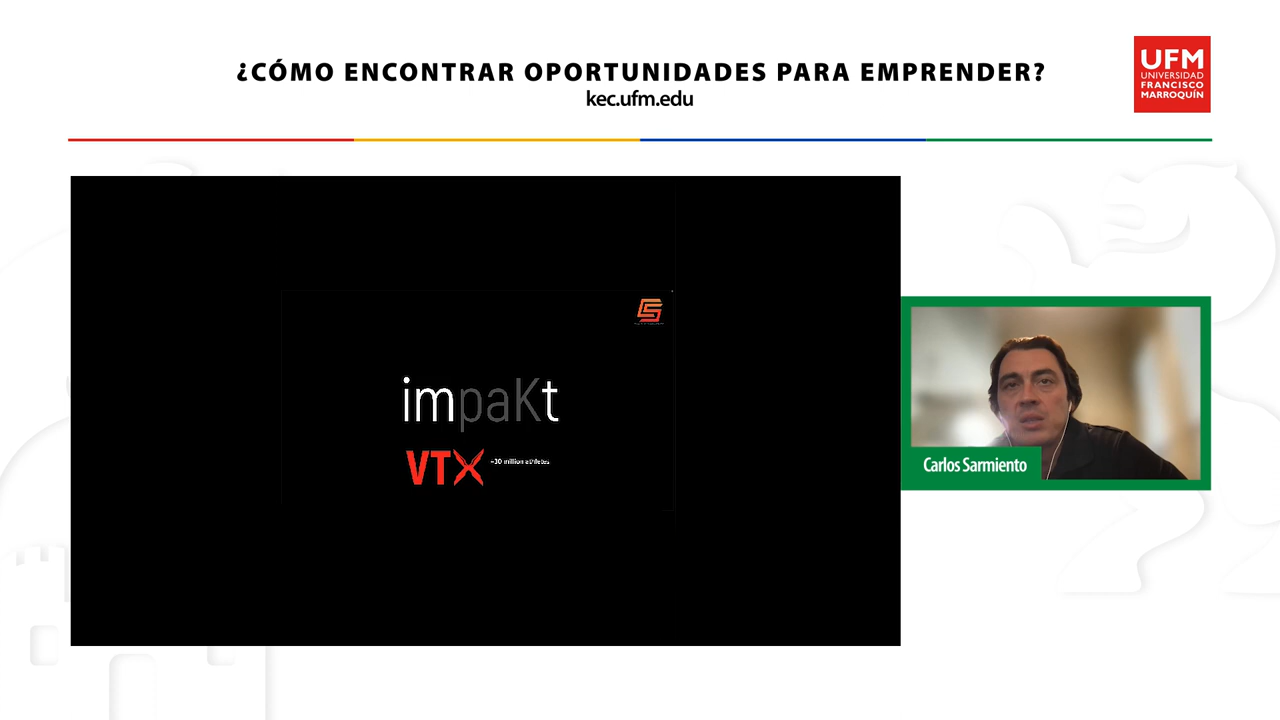 ¿CÓMO ENCONTRAR OPORTUNIDADES PARA EMPRENDER?
kec.ufm.edu
UFM
UNIVERSIDAD
FRANCISCO
MARROQUÍN
impaKt
VTX +30 million athletes
Carlos Sarmiento